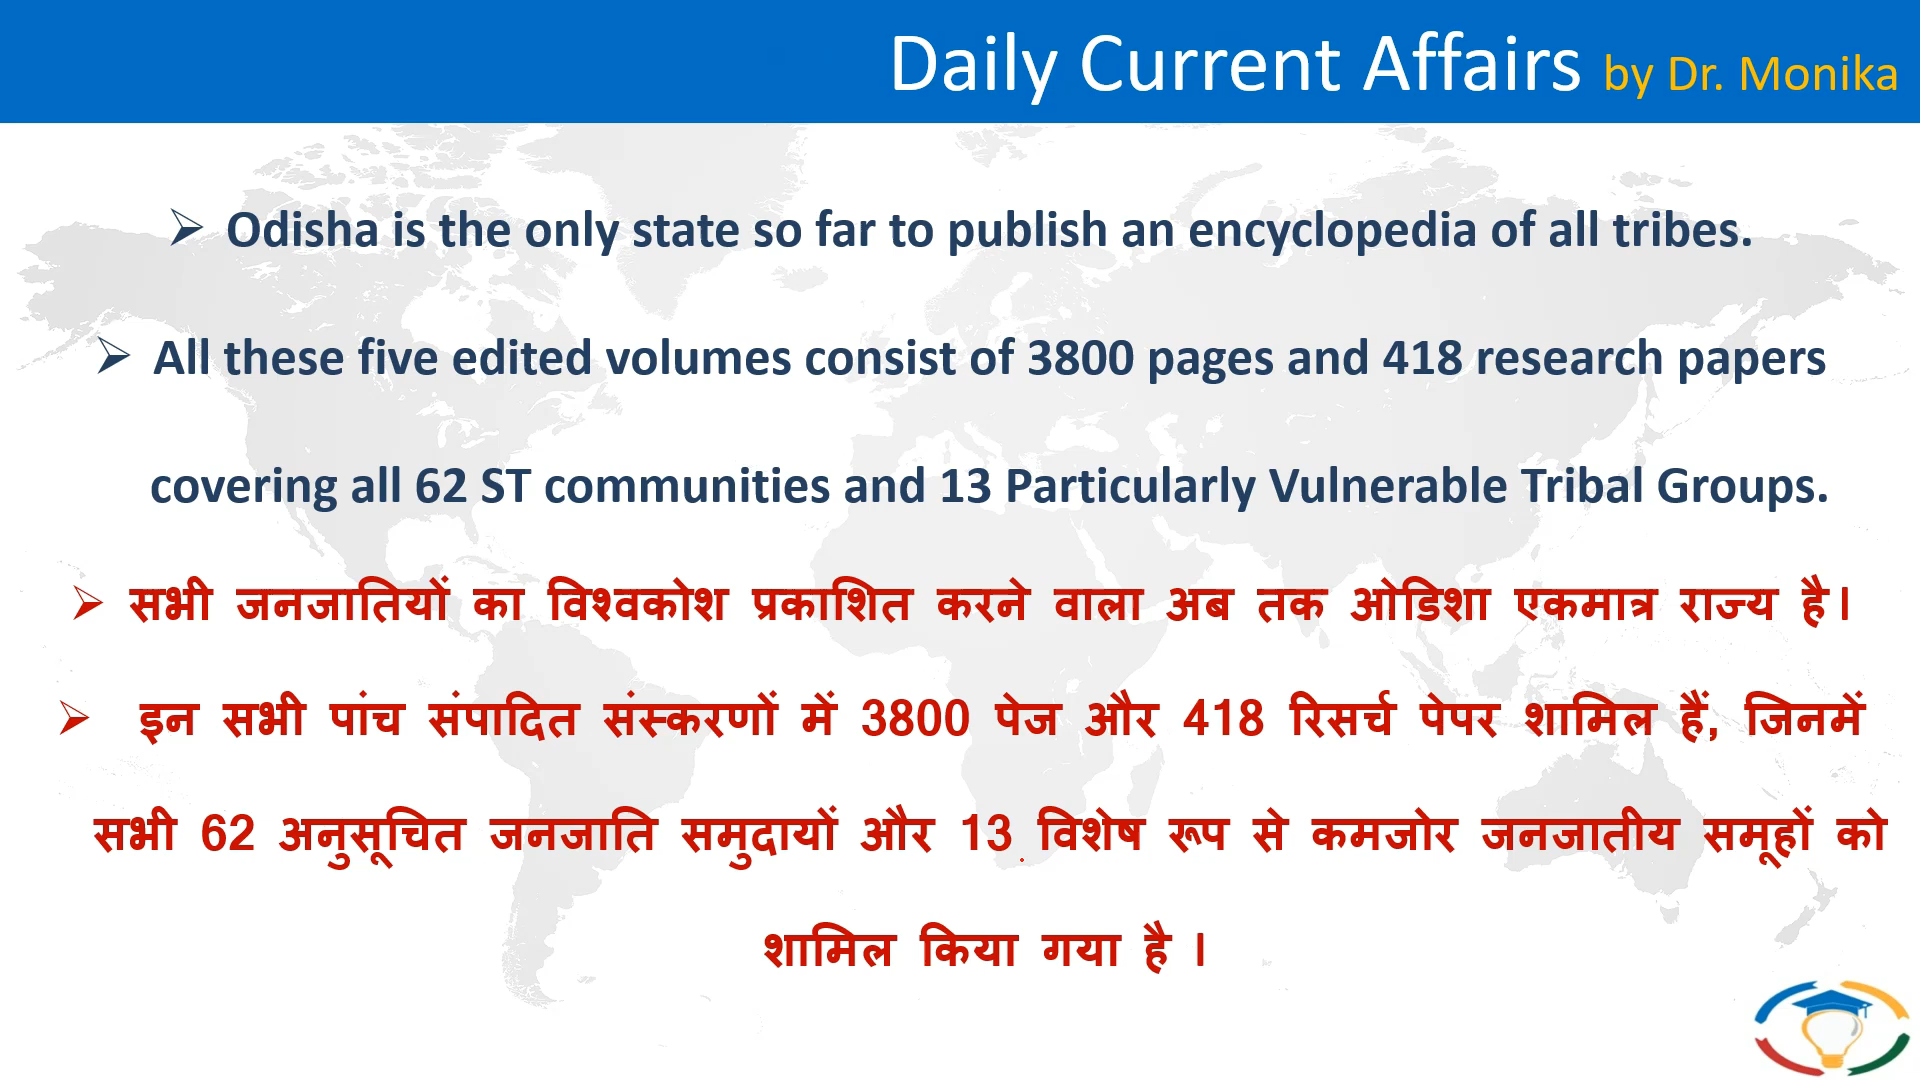 Daily Current Affairs by Dr. Monika
➢ Odisha is the only state so far to publish an encyclopedia of all tribes.
➢ All these five edited volumes consist of 3800 pages and 418 research papers
covering all 62 ST communities and 13 Particularly Vulnerable Tribal Groups.
➢ सभी जनजातियों का विश्वकोश प्रकाशित करने वाला अब तक ओडिशा एकमात्र राज्य है।
➢ इन सभी पांच संपादित संस्करणों में 3800 पेज और 418 रिसर्च पेपर शामिल हैं, जिनमें
सभी 62 अनुसूचित जनजाति समुदायों और 13 विशेष रूप से कमजोर जनजातीय समूहों को
शामिल किया गया है ।